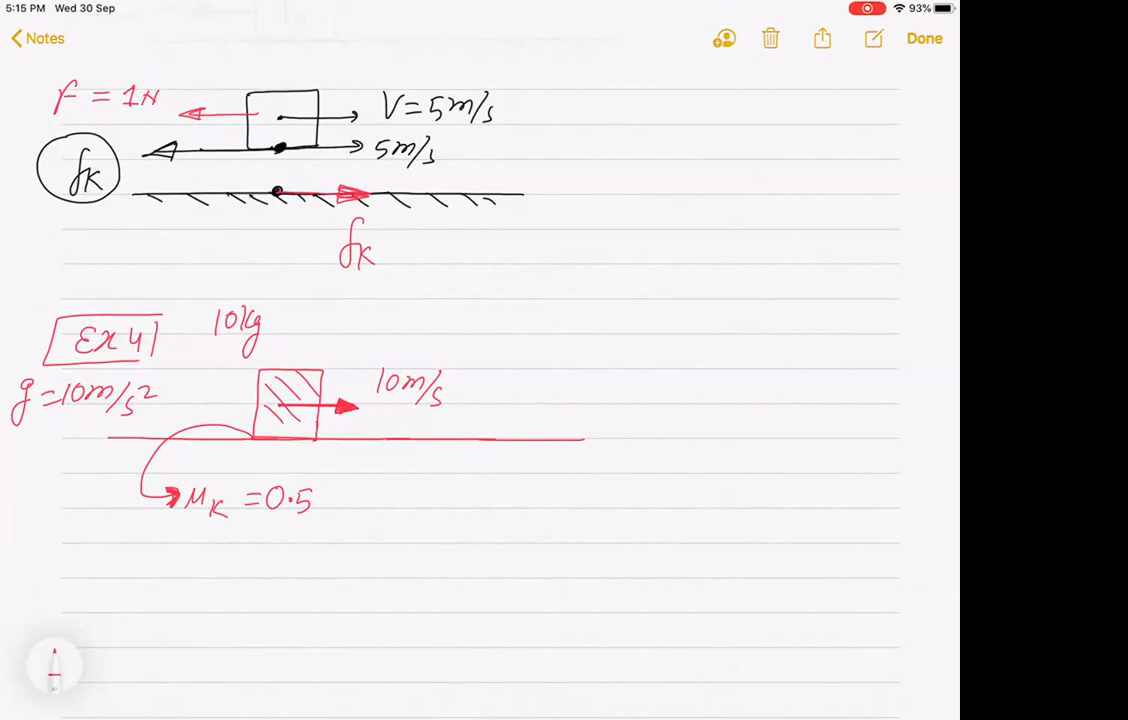 5:15 PM Wed 30 Sep
93%
Notes
Done
F = 1N
V = 5m/s
5m/s
fK
fK
Ex 4
10kg
g = 10m/s²
10m/s
μK = 0.5